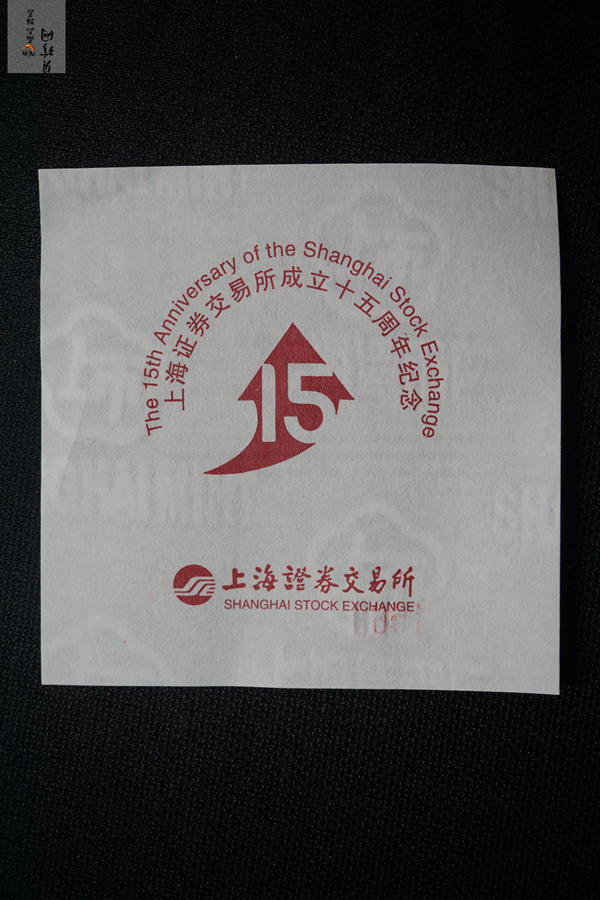 The 15th Anniversary of the Shanghai Stock Exchange
上海证券交易所成立十五周年纪念
15
上海證券交易所
SHANGHAI STOCK EXCHANGE